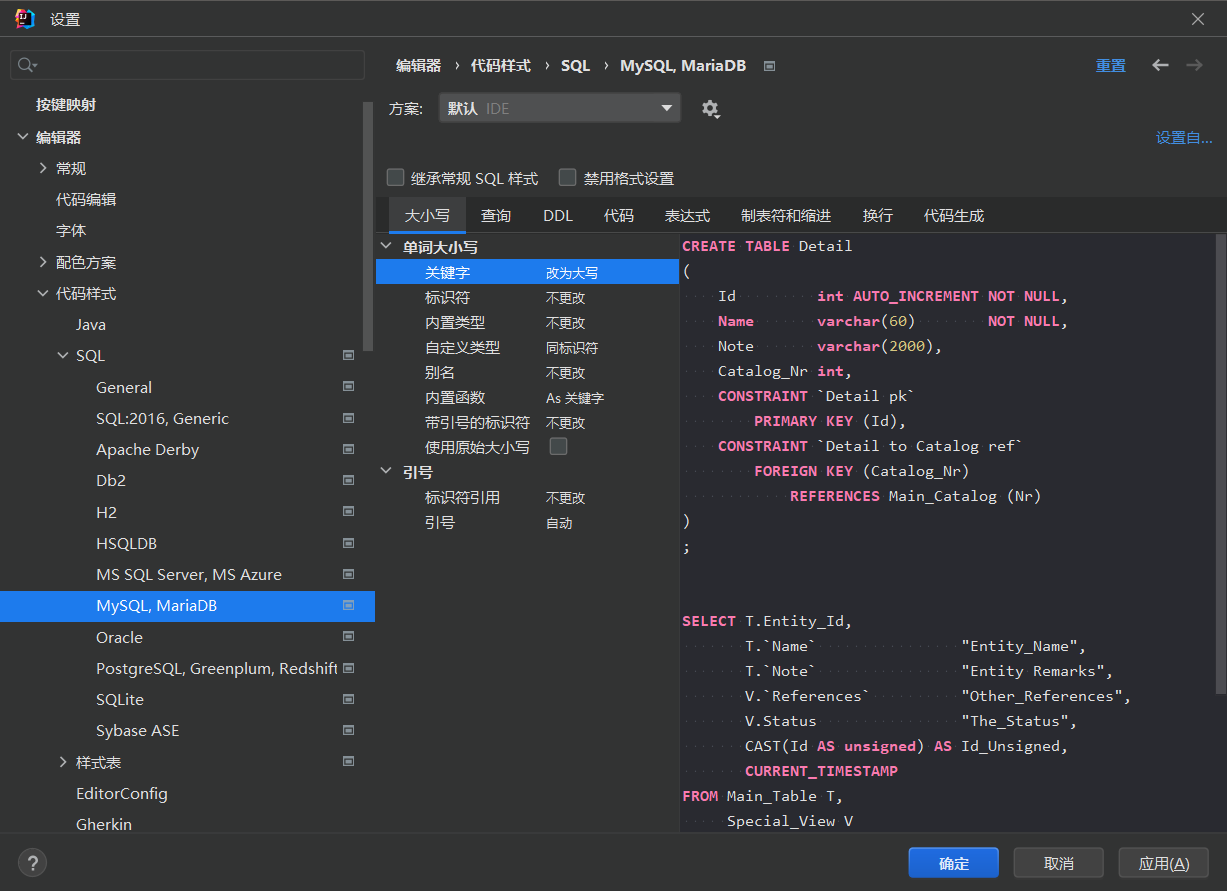 设置
编辑器 › 代码样式 › SQL › MySQL, MariaDB
重置
方案: 默认 IDE
设置自...
继承常规 SQL 样式
禁用格式设置
按键映射
编辑器
常规
代码编辑
字体
配色方案
代码样式
Java
SQL
General
SQL:2016, Generic
Apache Derby
Db2
H2
HSQLDB
MS SQL Server, MS Azure
MySQL, MariaDB
Oracle
PostgreSQL, Greenplum, Redshift
SQLite
Sybase ASE
样式表
EditorConfig
Gherkin
大小写 查询 DDL 代码 表达式 制表符和缩进 换行 代码生成
单词大小写
关键字 改为大写
标识符 不更改
内置类型 不更改
自定义类型 同标识符
别名 不更改
内置函数 As 关键字
带引号的标识符 不更改
使用原始大小写
引号
标识符引用 不更改
引号 自动
CREATE TABLE Detail
(
Id int AUTO_INCREMENT NOT NULL,
Name varchar(60) NOT NULL,
Note varchar(2000),
Catalog_Nr int,
CONSTRAINT `Detail pk`
PRIMARY KEY (Id),
CONSTRAINT `Detail to Catalog ref`
FOREIGN KEY (Catalog_Nr)
REFERENCES Main_Catalog (Nr)
)
;
SELECT T.Entity_Id,
T.`Name` "Entity_Name",
T.`Note` "Entity Remarks",
V.`References` "Other_References",
V.Status "The_Status",
CAST(Id AS unsigned) AS Id_Unsigned,
CURRENT_TIMESTAMP
FROM Main_Table T,
Special_View V
?
确定 取消 应用(A)